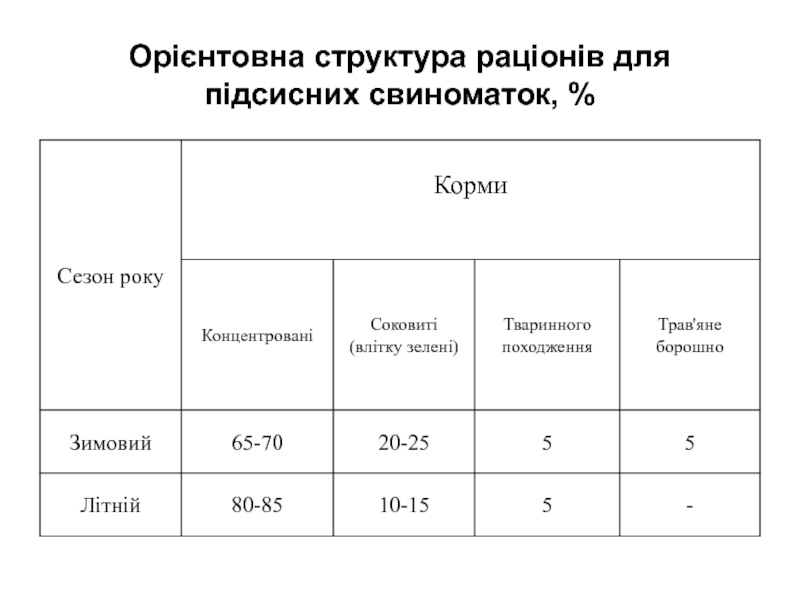 Орієнтовна структура раціонів для
підсисних свиноматок, %
Сезон року
Корми
Концентровані
Соковиті
(влітку зелені)
Тваринного
походження
Трав'яне
борошно
Зимовий 65-70 20-25 5 5
Літній 80-85 10-15 5 -